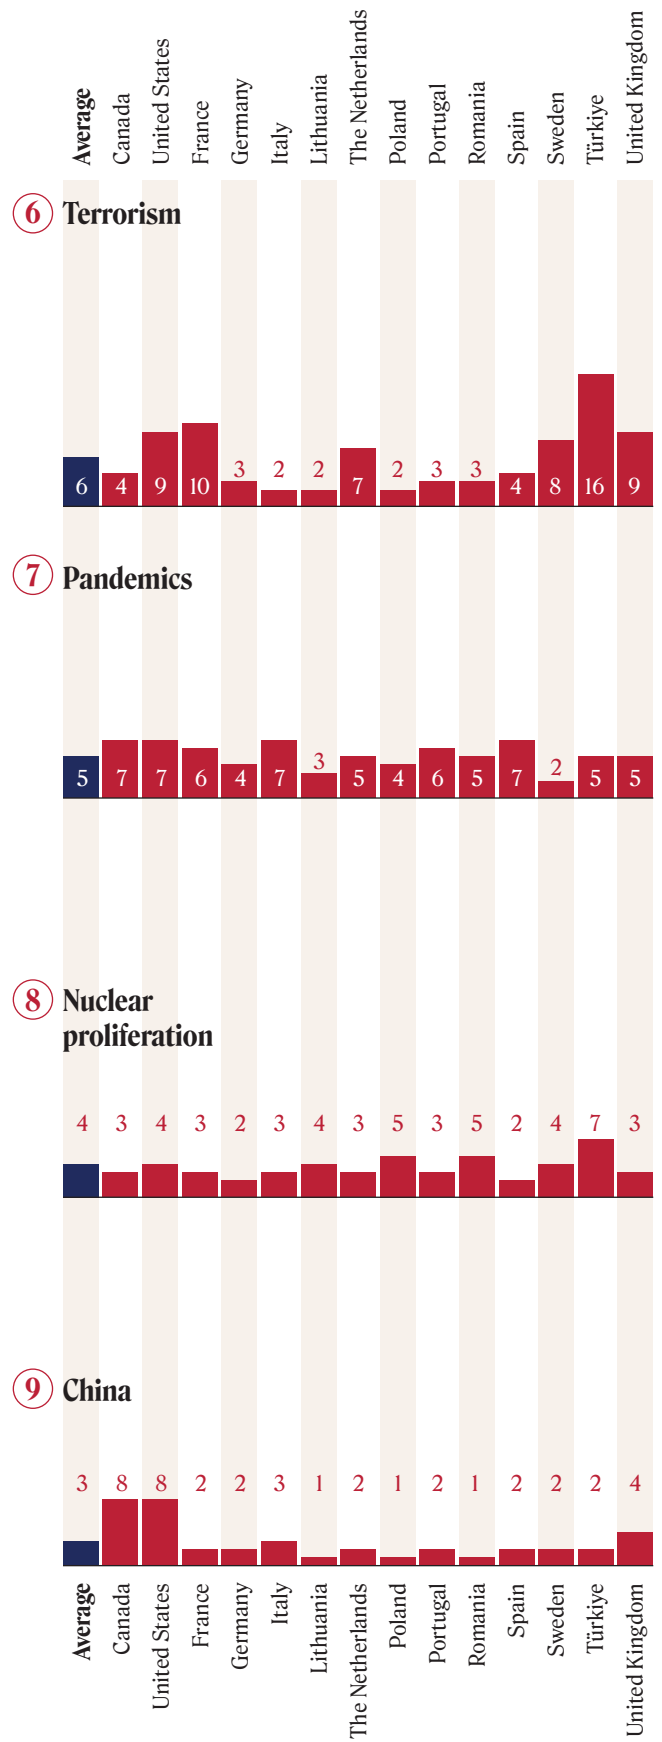 Average
Canada
United States
France
Germany
Italy
Lithuania
The Netherlands
Poland
Portugal
Romania
Spain
Sweden
Türkiye
United Kingdom
6 Terrorism
6 4 9 10 3 2 2 7 2 3 3 4 8 16 9
7 Pandemics
5 7 7 6 4 7 3 5 4 6 5 7 2 5 5
8 Nuclear
proliferation
4 3 4 3 2 3 4 3 5 3 5 2 4 7 3
9 China
3 8 8 2 2 3 1 2 1 2 1 2 2 2 4
Average
Canada
United States
France
Germany
Italy
Lithuania
The Netherlands
Poland
Portugal
Romania
Spain
Sweden
Türkiye
United Kingdom